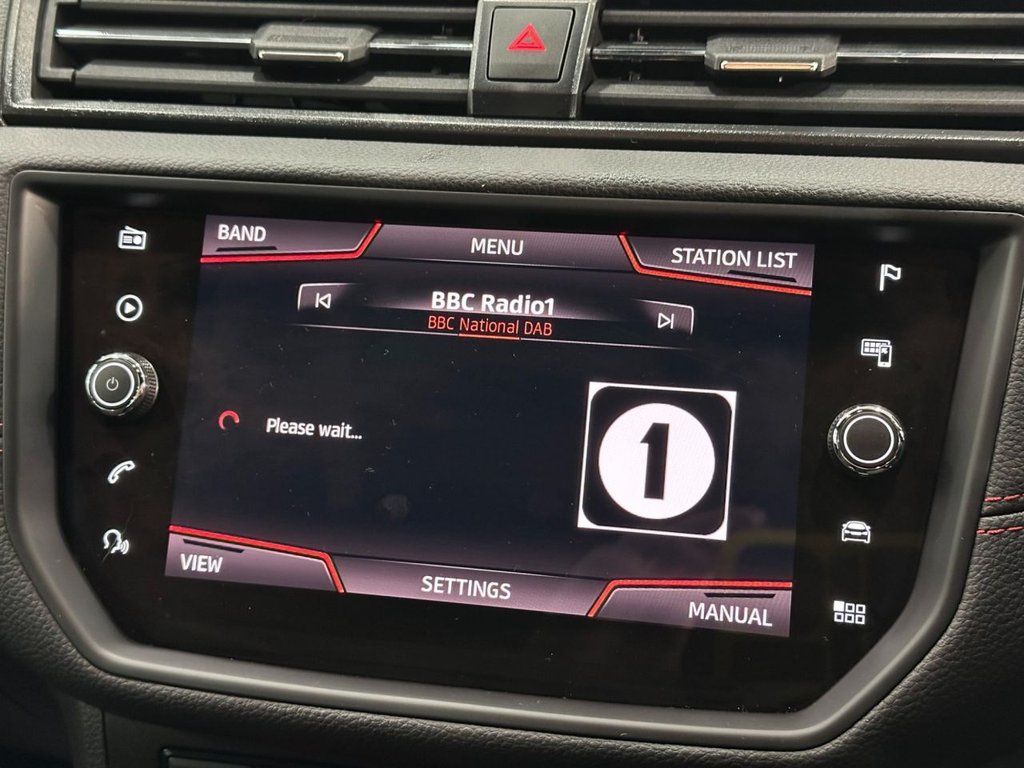 BAND
MENU
STATION LIST
BBC Radio1
BBC National DAB
Please wait...
1
VIEW
SETTINGS
MANUAL